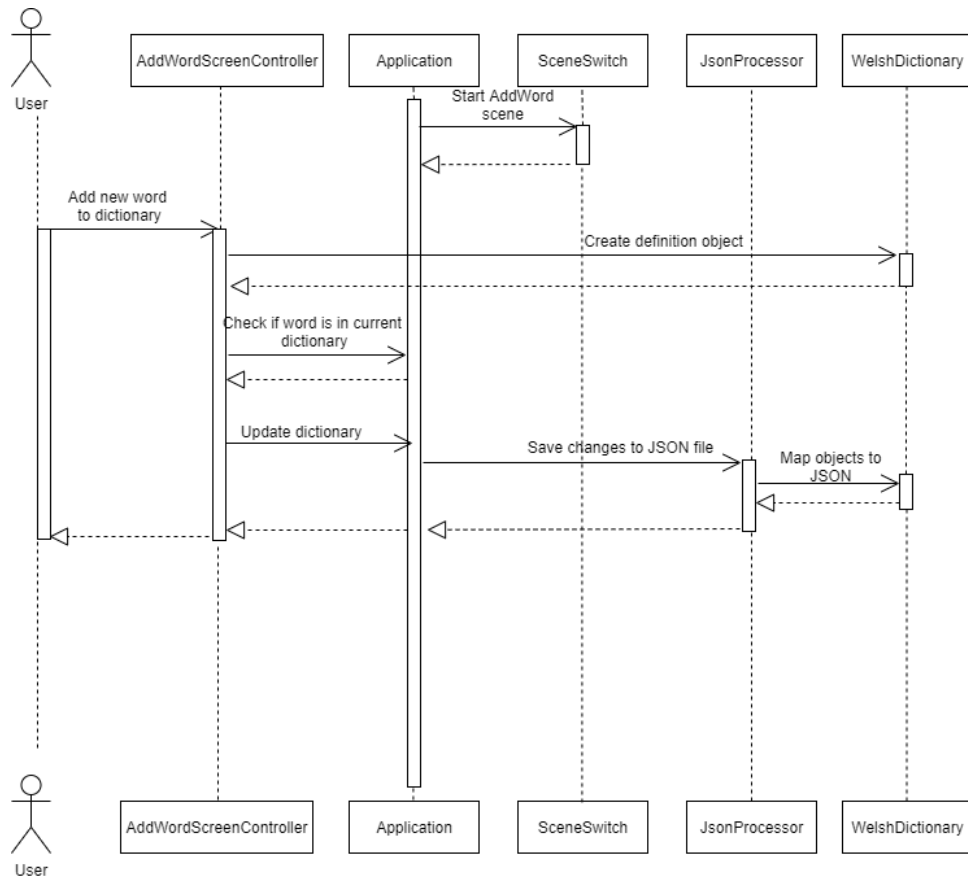 User
AddWordScreenController
Application
SceneSwitch
JsonProcessor
WelshDictionary
Start AddWord
scene
Add new word
to dictionary
Create definition object
Check if word is in current
dictionary
Update dictionary
Save changes to JSON file
Map objects to
JSON
User
AddWordScreenController
Application
SceneSwitch
JsonProcessor
WelshDictionary